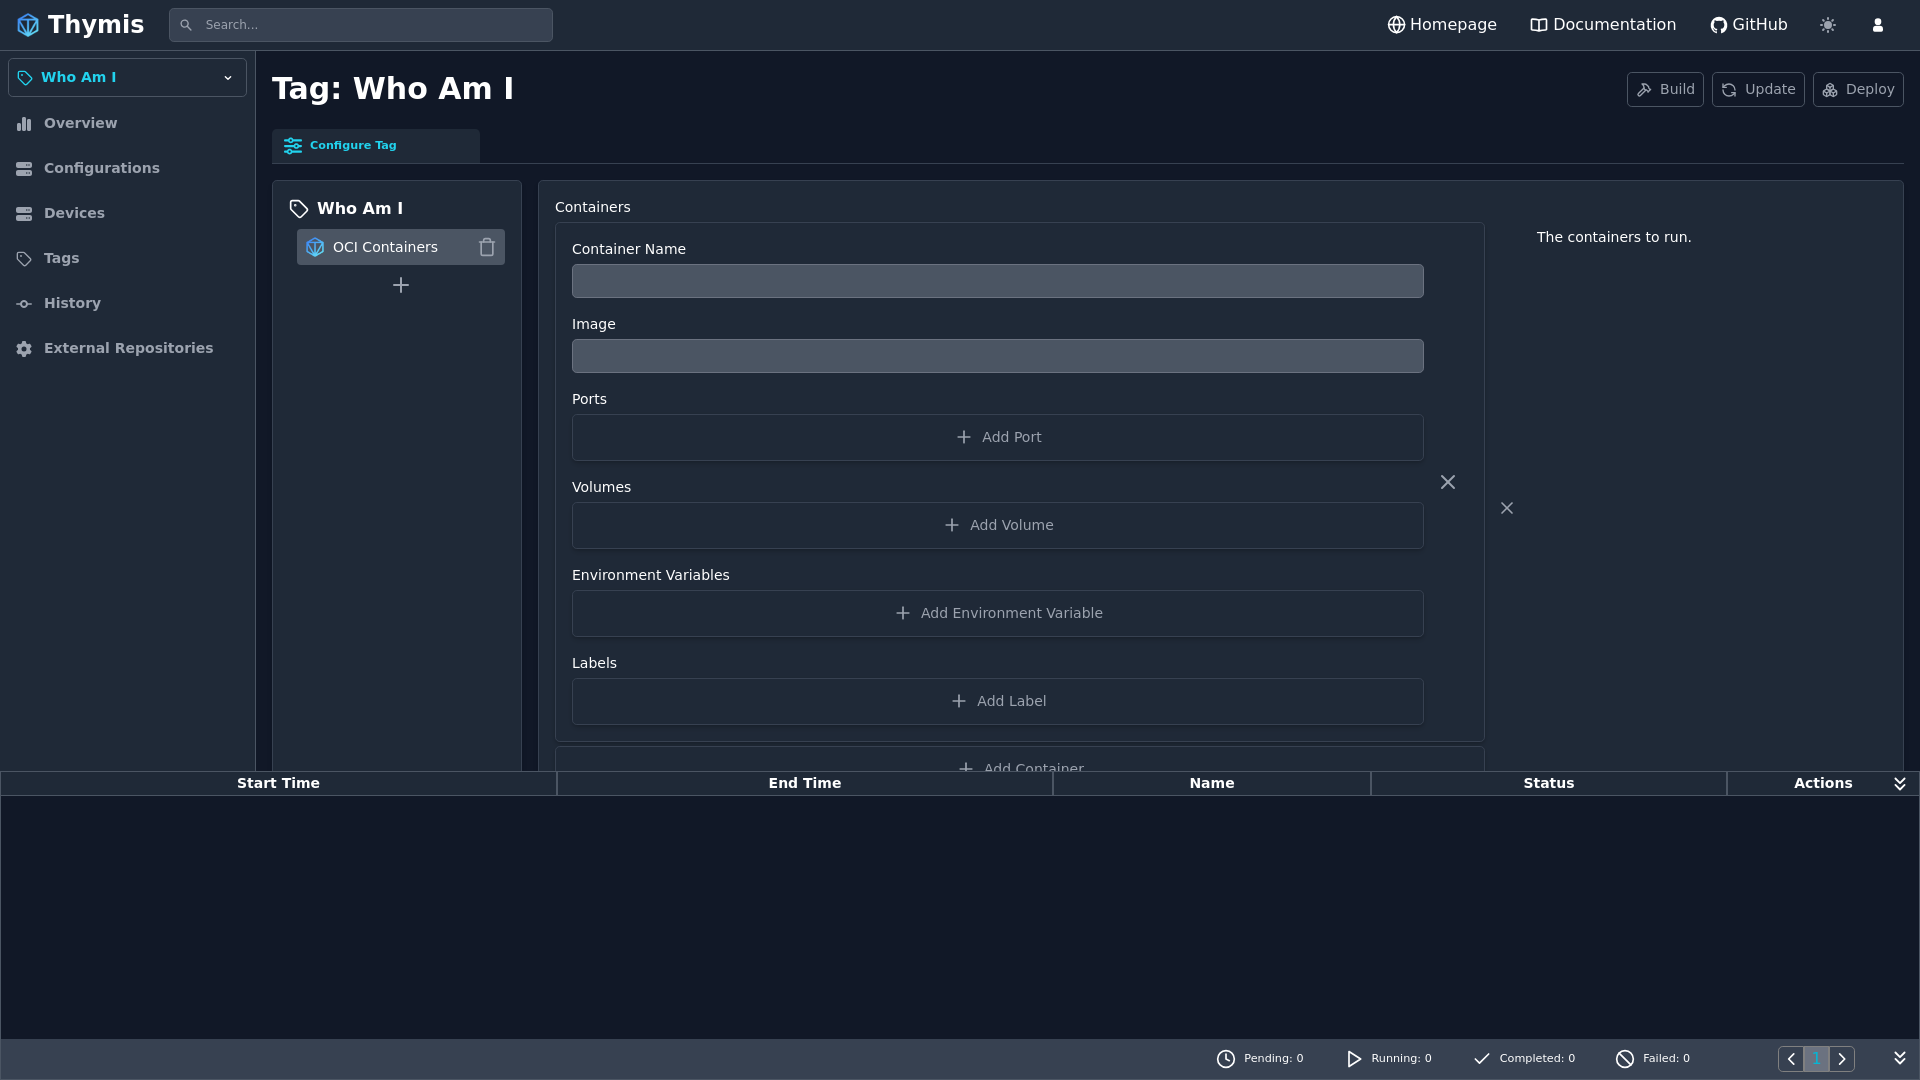 Thymis
Search...
Homepage
Documentation
GitHub
Who Am I
Overview
Configurations
Devices
Tags
History
External Repositories
Tag: Who Am I
Build
Update
Deploy
Configure Tag
Who Am I
OCI Containers
Containers
Container Name
Image
Ports
Add Port
Volumes
Add Volume
Environment Variables
Add Environment Variable
Labels
Add Label
Add Container
The containers to run.
Start Time
End Time
Name
Status
Actions
Pending: 0
Running: 0
Completed: 0
Failed: 0
1